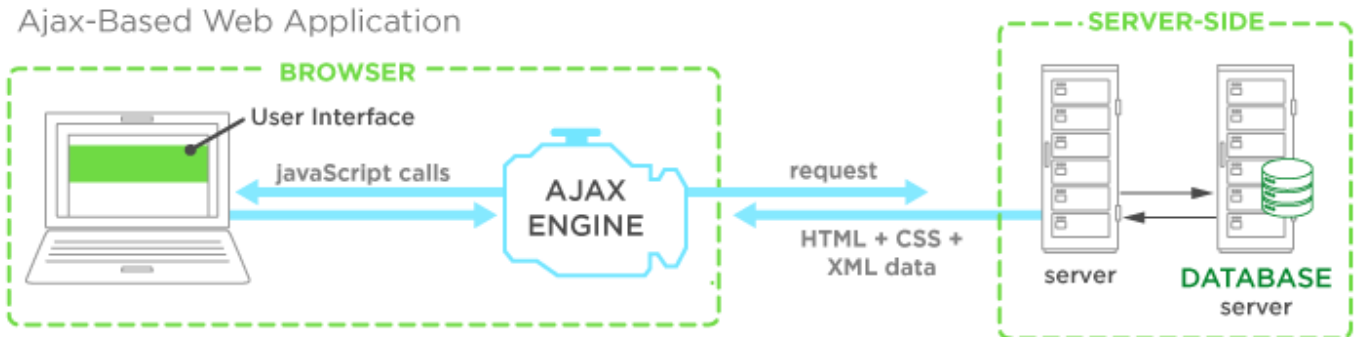 Ajax-Based Web Application
SERVER-SIDE
BROWSER
User Interface
javaScript calls
AJAX
ENGINE
request
HTML + CSS +
XML data
server
DATABASE
server